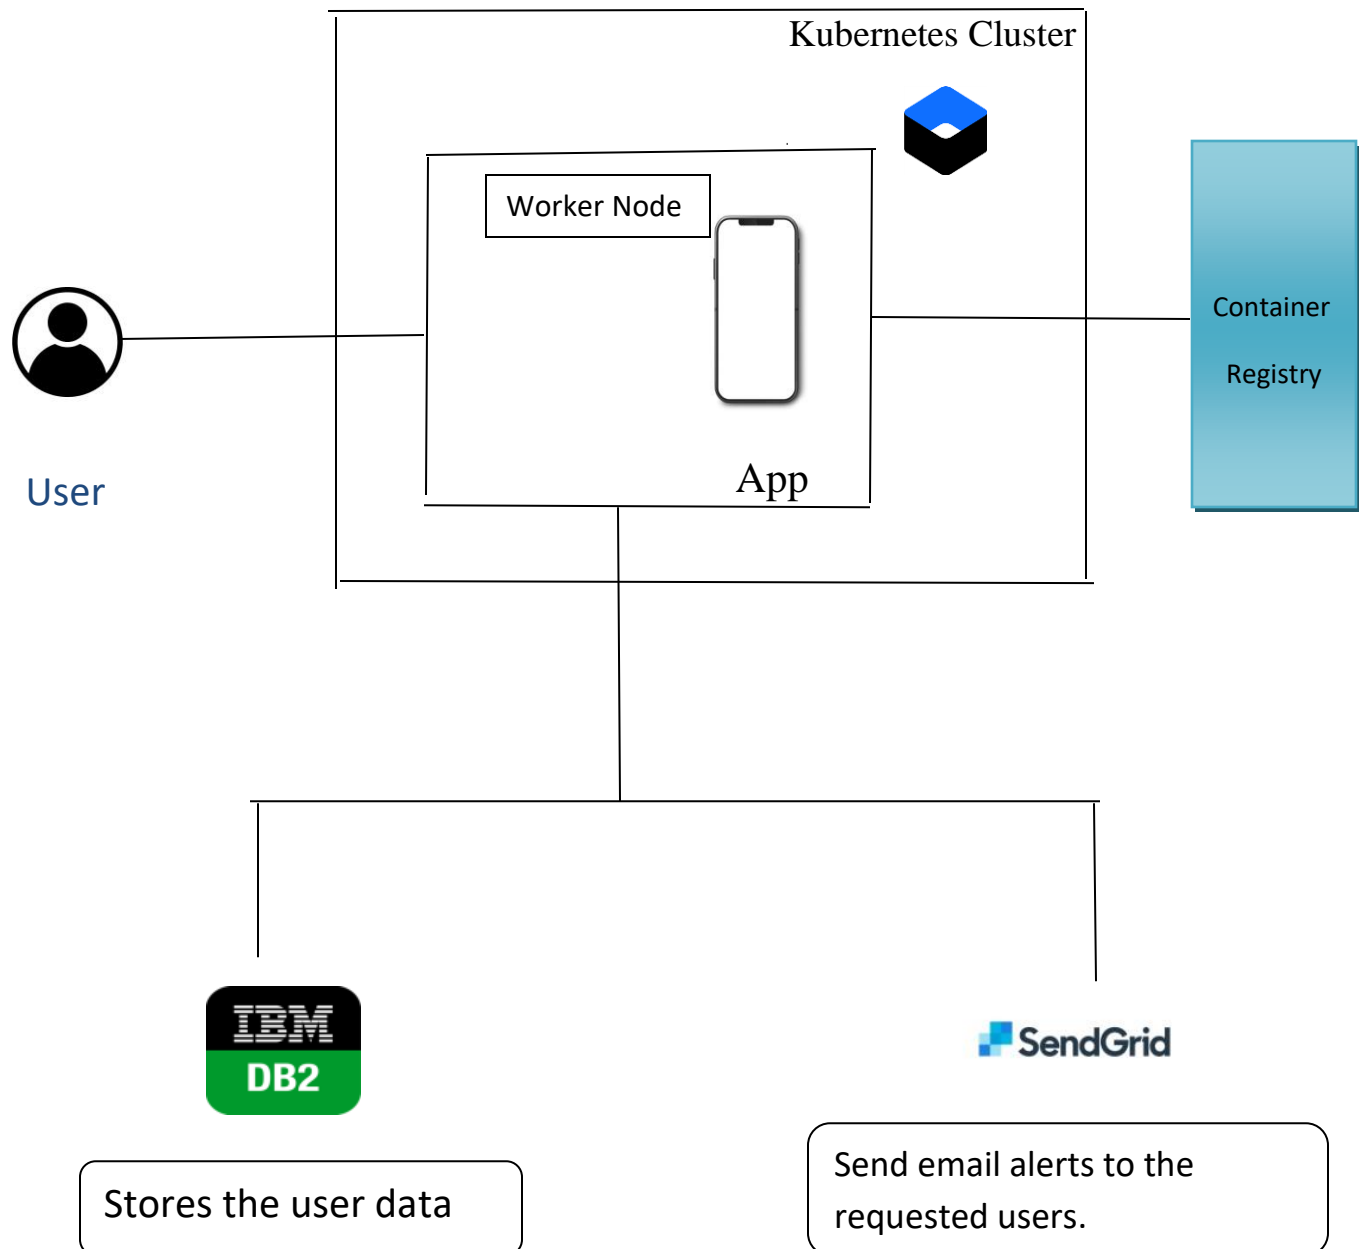 Kubernetes Cluster
Worker Node
Container
Registry
App
User
IBM
DB2
SendGrid
Send email alerts to the
requested users.
Stores the user data